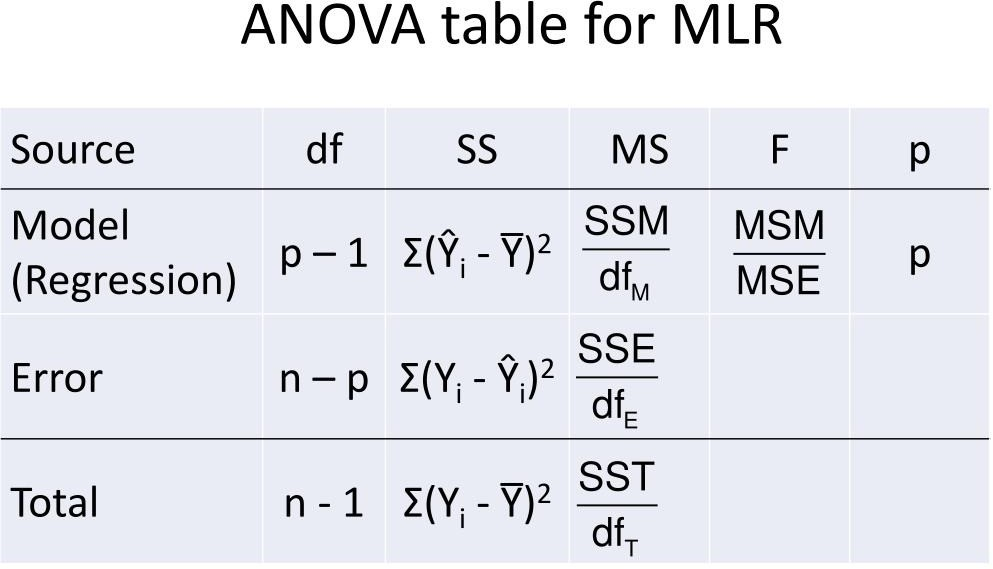 ANOVA table for MLR
Source df SS MS F p
Model (Regression) p – 1 Σ(Ŷi - Y̅)² SSM/dfM MSM/MSE p
Error n – p Σ(Yi - Ŷi)² SSE/dfE
Total n - 1 Σ(Yi - Y̅)² SST/dfT